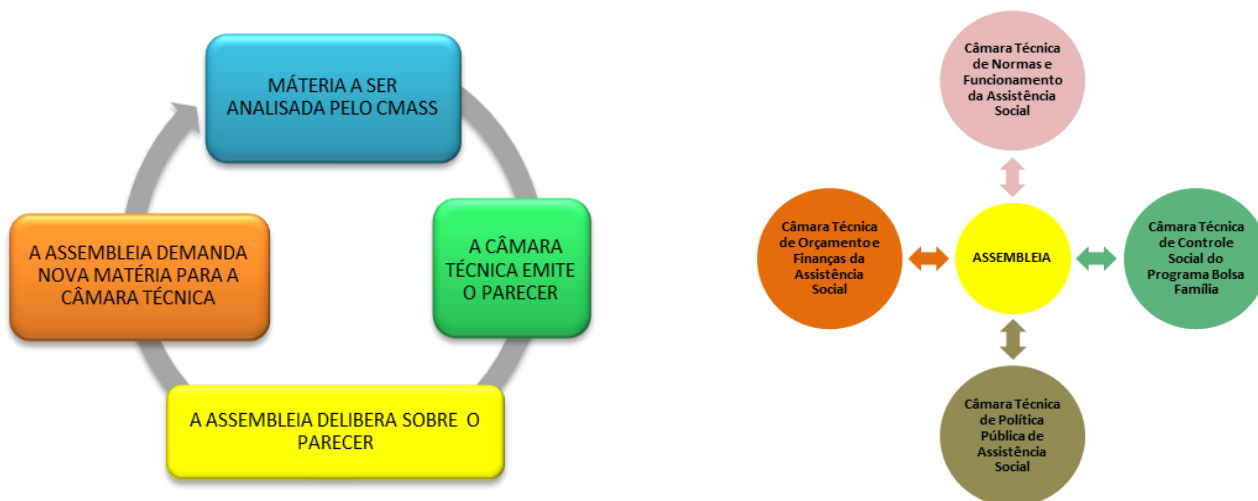 MÁTERIA A SER
ANALISADA PELO CMASS
A CÂMARA
TÉCNICA EMITE
O PARECER
A ASSEMBLEIA DELIBERA SOBRE O
PARECER
A ASSEMBLEIA DEMANDA
NOVA MATÉRIA PARA A
CÂMARA TÉCNICA
Câmara Técnica
de Normas e
Funcionamento
da Assistência
Social
Câmara Técnica
de Orçamento e
Finanças da
Assistência
Social
ASSEMBLEIA
Câmara Técnica
de Controle
Social do
Programa Bolsa
Família
Câmara Técnica
de Política
Pública de
Assistência
Social